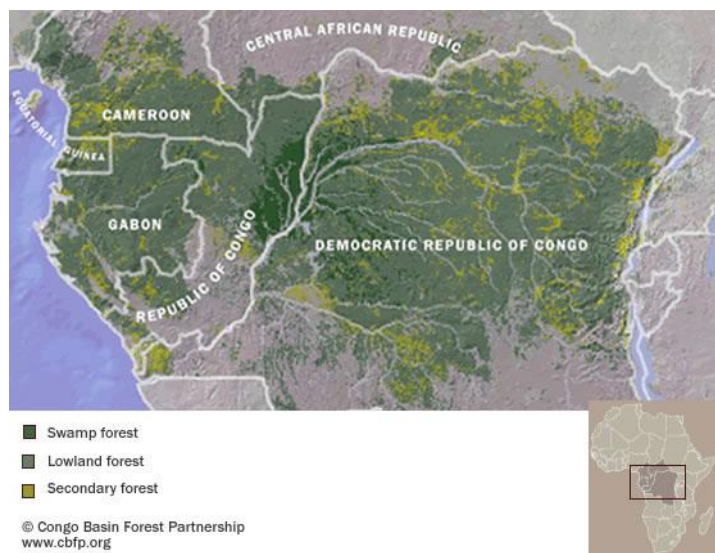 CENTRAL AFRICAN REPUBLIC
CAMEROON
EQUATORIAL GUINEA
GABON
REPUBLIC OF CONGO
DEMOCRATIC REPUBLIC OF CONGO
Swamp forest
Lowland forest
Secondary forest
© Congo Basin Forest Partnership
www.cbfp.org